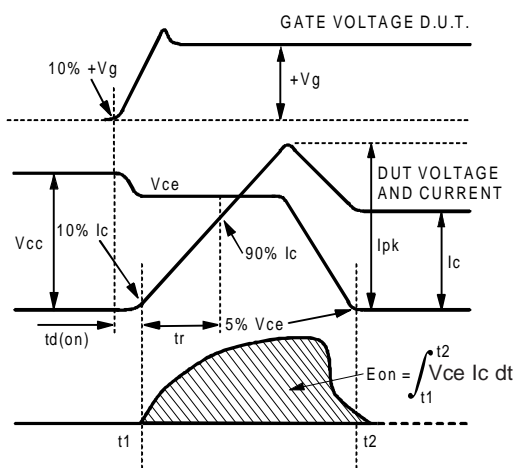 GATE VOLTAGE D.U.T.
10% +Vg
+Vg
Vce
DUT VOLTAGE
AND CURRENT
Vcc
10% Ic
90% Ic
Ipk
Ic
td(on)
tr
5% Vce
Eon = ∫ Vce Ic dt
t2
t1
t1
t2